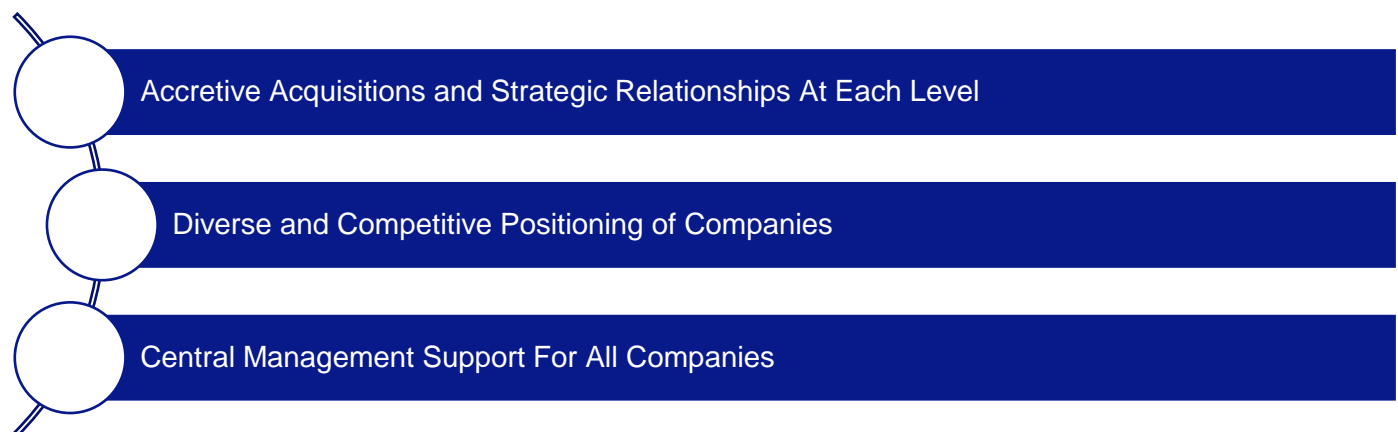 Accretive Acquisitions and Strategic Relationships At Each Level
Diverse and Competitive Positioning of Companies
Central Management Support For All Companies